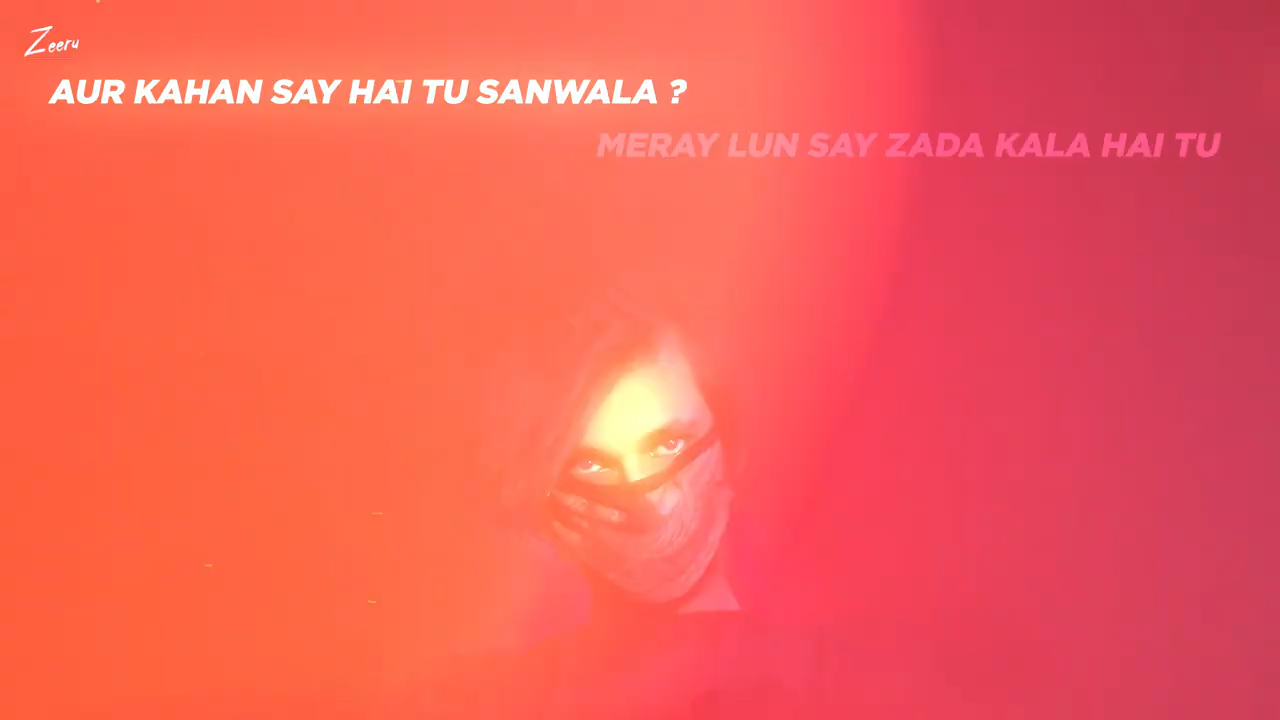 Zeeru
AUR KAHAN SAY HAI TU SANWALA ?
MERAY LUN SAY ZADA KALA HAI TU